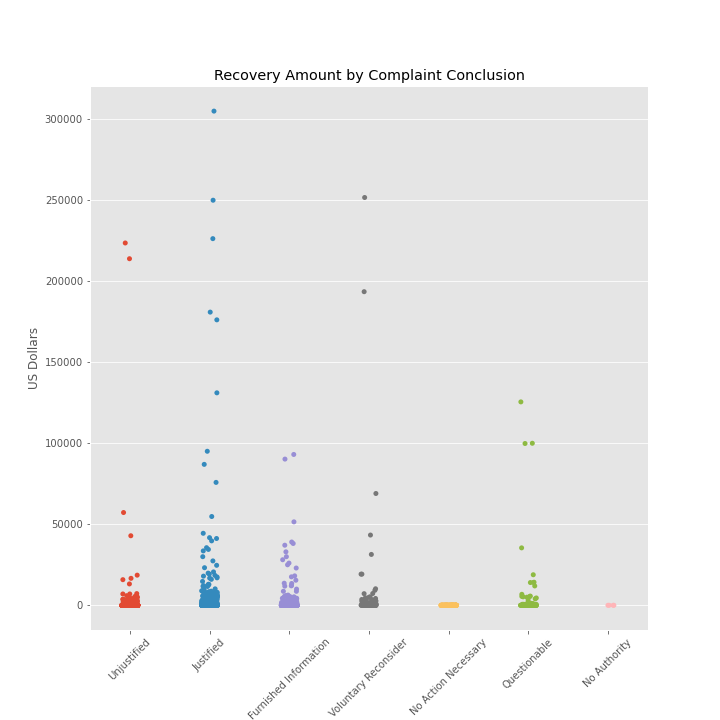 Recovery Amount by Complaint Conclusion
300000
250000
200000
150000
100000
50000
0
US Dollars
Unjustified
Justified
Furnished Information
Voluntary Reconsider
No Action Necessary
Questionable
No Authority